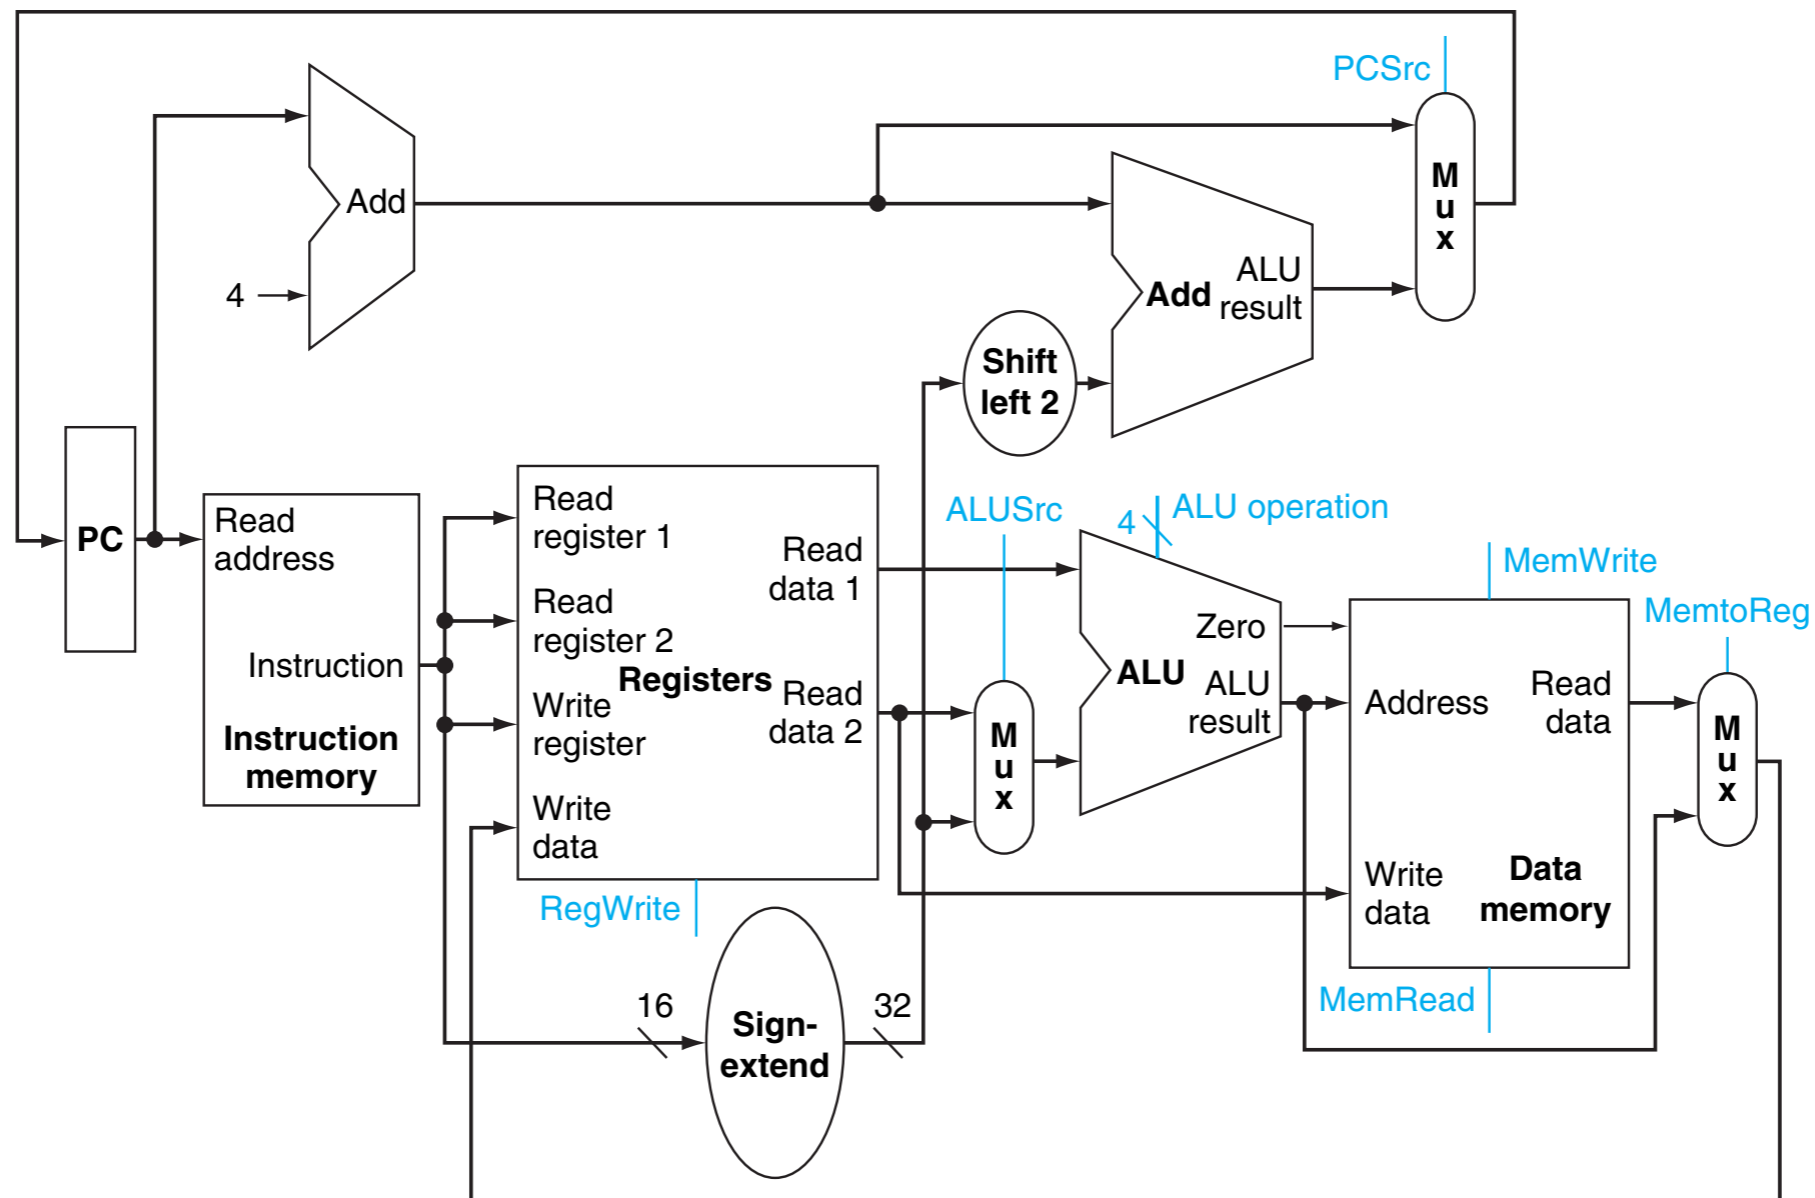 PCSrc
Add
4
M
u
x
Add
ALU
result
Shift
left 2
PC
Read
address
Instruction
Instruction
memory
Read
register 1
Read
register 2
Write
register
Write
data
Registers
Read
data 1
Read
data 2
RegWrite
16
Sign-
extend
32
ALUSrc
M
u
x
4
ALU operation
Zero
ALU
ALU
result
MemWrite
Address
Read
data
Write
data
Data
memory
MemRead
MemtoReg
M
u
x